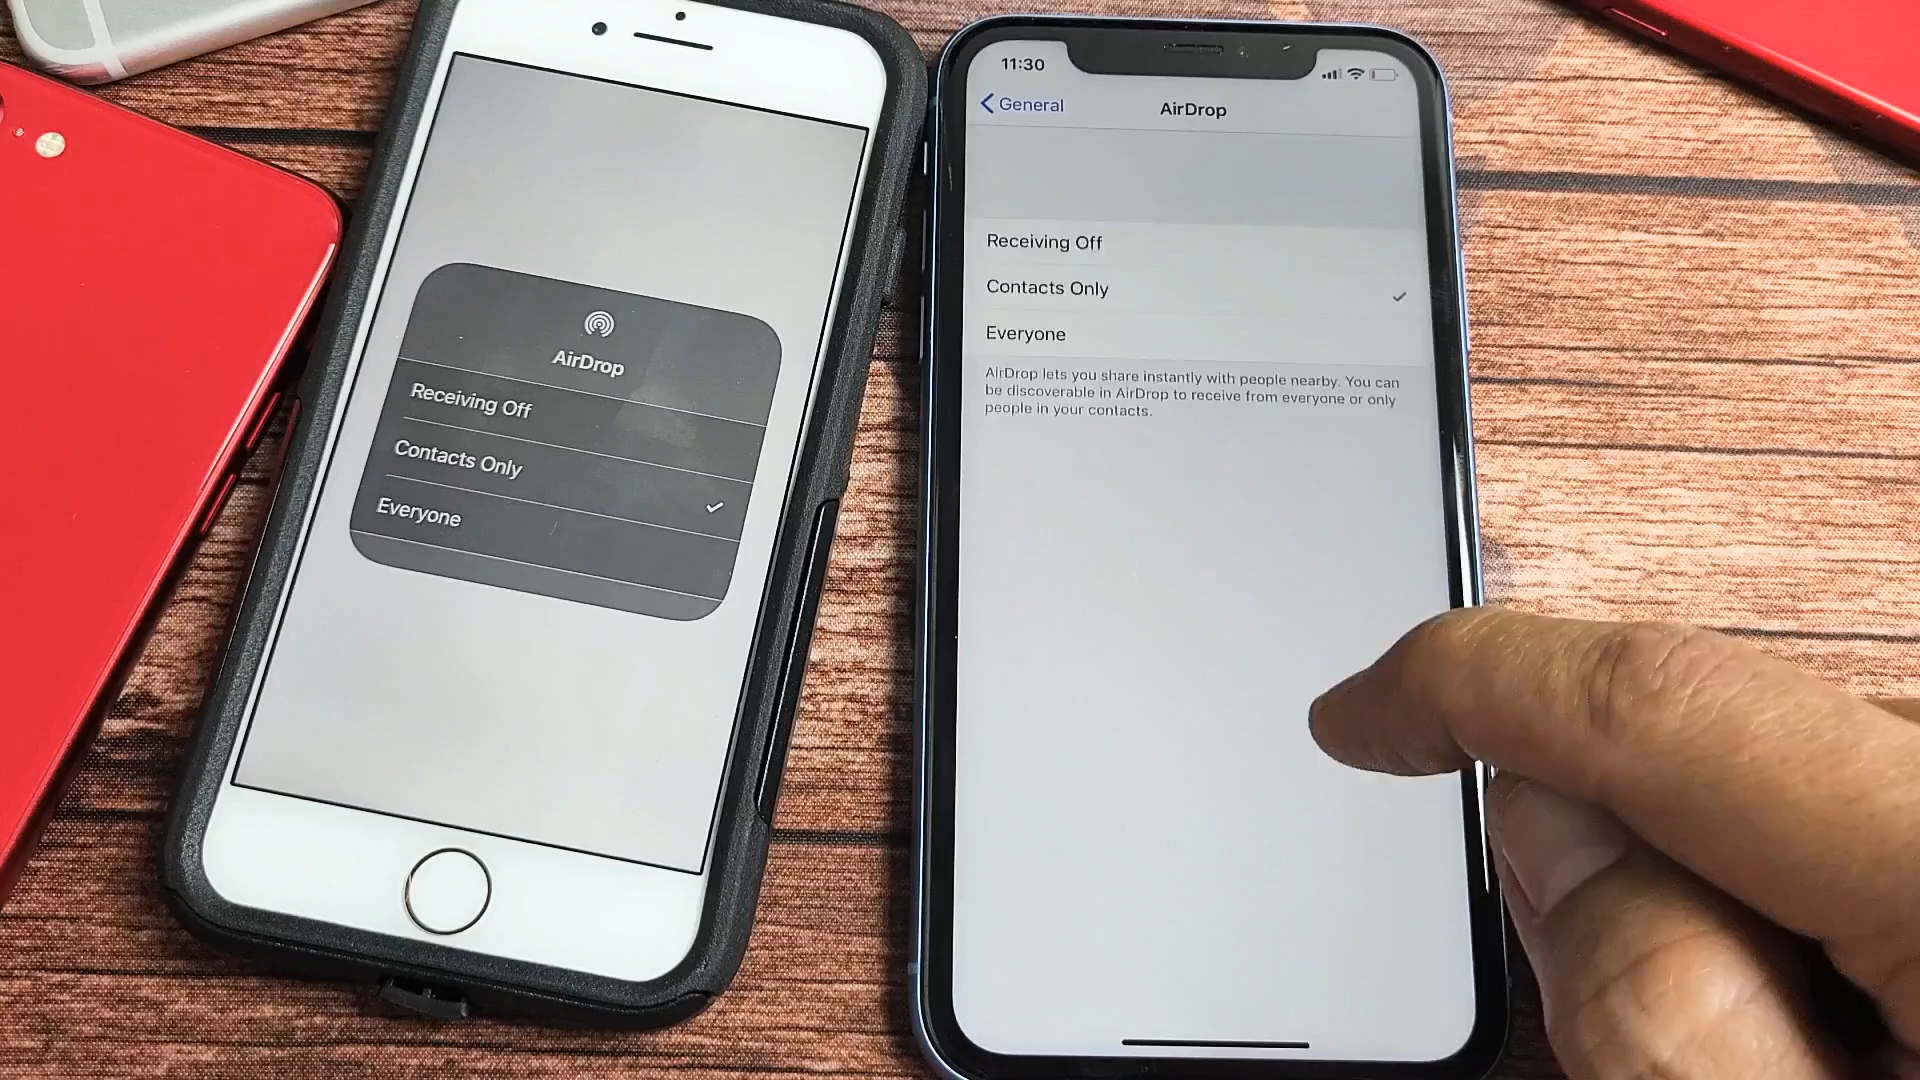 AirDrop
Receiving Off
Contacts Only
Everyone
11:30
General
AirDrop
Receiving Off
Contacts Only
Everyone
AirDrop lets you share instantly with people nearby. You can
be discoverable in AirDrop to receive from everyone or only
people in your contacts.